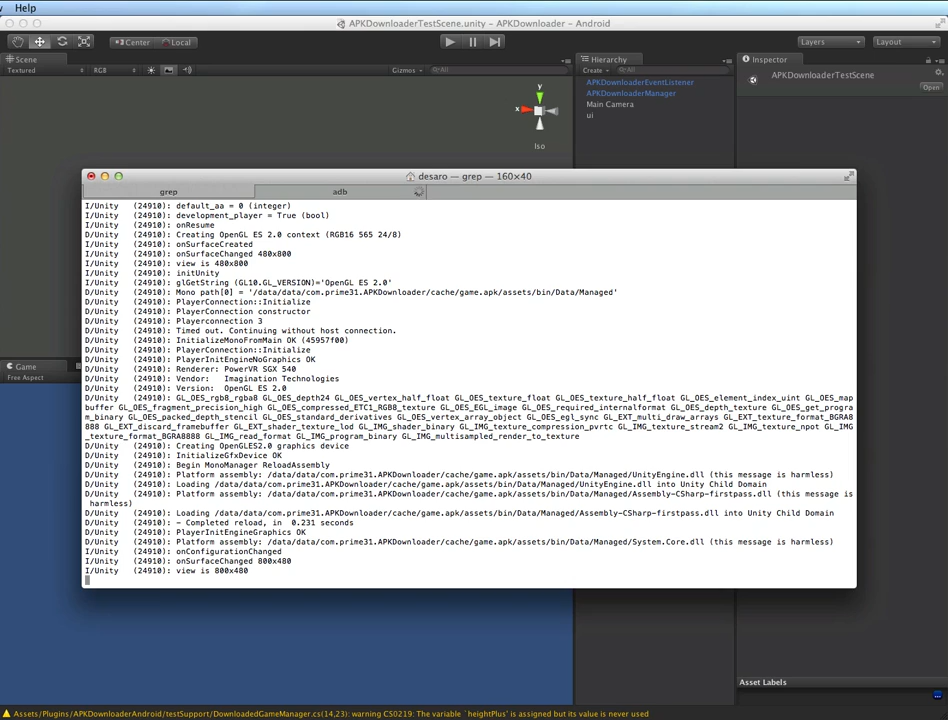 Help
APKDownloaderTestScene.unity - APKDownloader - Android
Center
Local
Layers
Layout
Scene
Hierarchy
Inspector
Textured
RGB
Gizmos
All
Create
All
APKDownloaderTestScene
Open
APKDownloaderEventListener
APKDownloaderManager
Main Camera
ui
y
x
Iso
desaro — grep — 160×40
grep
adb
I/Unity   (24910): default_aa = 0 (integer)
I/Unity   (24910): development_player = True (bool)
I/Unity   (24910): onResume
D/Unity   (24910): Creating OpenGL ES 2.0 context (RGB16 565 24/8)
I/Unity   (24910): onSurfaceCreated
I/Unity   (24910): onSurfaceChanged 480x800
I/Unity   (24910): view is 480x800
I/Unity   (24910): initUnity
I/Unity   (24910): glGetString (GL10.GL_VERSION)='OpenGL ES 2.0'
D/Unity   (24910): Mono path[0] = '/data/data/com.prime31.APKDownloader/cache/game.apk/assets/bin/Data/Managed'
D/Unity   (24910): PlayerConnection::Initialize
D/Unity   (24910): PlayerConnection constructor
D/Unity   (24910): Playerconnection 3
D/Unity   (24910): Timed out. Continuing without host connection.
D/Unity   (24910): InitializeMonoFromMain OK (45957f00)
D/Unity   (24910): PlayerConnection::Initialize
D/Unity   (24910): PlayerInitEngineNoGraphics OK
D/Unity   (24910): Renderer: PowerVR SGX 540
D/Unity   (24910): Vendor:   Imagination Technologies
D/Unity   (24910): Version:  OpenGL ES 2.0
D/Unity   (24910): GL_OES_rgb8_rgba8 GL_OES_depth24 GL_OES_vertex_half_float GL_OES_texture_float GL_OES_texture_half_float GL_OES_element_index_uint GL_OES_map
buffer GL_OES_fragment_precision_high GL_OES_compressed_ETC1_RGB8_texture GL_OES_EGL_image GL_OES_required_internalformat GL_OES_depth_texture GL_OES_get_progra
m_binary GL_OES_packed_depth_stencil GL_OES_standard_derivatives GL_OES_vertex_array_object GL_OES_egl_sync GL_EXT_multi_draw_arrays GL_EXT_texture_format_BGRA8
888 GL_EXT_discard_framebuffer GL_EXT_shader_texture_lod GL_IMG_shader_binary GL_IMG_texture_compression_pvrtc GL_IMG_texture_stream2 GL_IMG_texture_npot GL_IMG
_texture_format_BGRA8888 GL_IMG_read_format GL_IMG_program_binary GL_IMG_multisampled_render_to_texture
D/Unity   (24910): Creating OpenGLES2.0 graphics device
D/Unity   (24910): InitializeGfxDevice OK
D/Unity   (24910): Begin MonoManager ReloadAssembly
D/Unity   (24910): Platform assembly: /data/data/com.prime31.APKDownloader/cache/game.apk/assets/bin/Data/Managed/UnityEngine.dll (this message is harmless)
D/Unity   (24910): Loading /data/data/com.prime31.APKDownloader/cache/game.apk/assets/bin/Data/Managed/UnityEngine.dll into Unity Child Domain
D/Unity   (24910): Platform assembly: /data/data/com.prime31.APKDownloader/cache/game.apk/assets/bin/Data/Managed/Assembly-CSharp-firstpass.dll (this message is
harmless)
D/Unity   (24910): Loading /data/data/com.prime31.APKDownloader/cache/game.apk/assets/bin/Data/Managed/Assembly-CSharp-firstpass.dll into Unity Child Domain
D/Unity   (24910): - Completed reload, in  0.231 seconds
D/Unity   (24910): PlayerInitEngineGraphics OK
D/Unity   (24910): Platform assembly: /data/data/com.prime31.APKDownloader/cache/game.apk/assets/bin/Data/Managed/System.Core.dll (this message is harmless)
I/Unity   (24910): onConfigurationChanged
I/Unity   (24910): onSurfaceChanged 800x480
I/Unity   (24910): view is 800x480
Game
Free Aspect
Asset Labels
Assets/Plugins/APKDownloaderAndroid/testSupport/DownloadedGameManager.cs(14,23): warning CS0219: The variable `heightPlus' is assigned but its value is never used